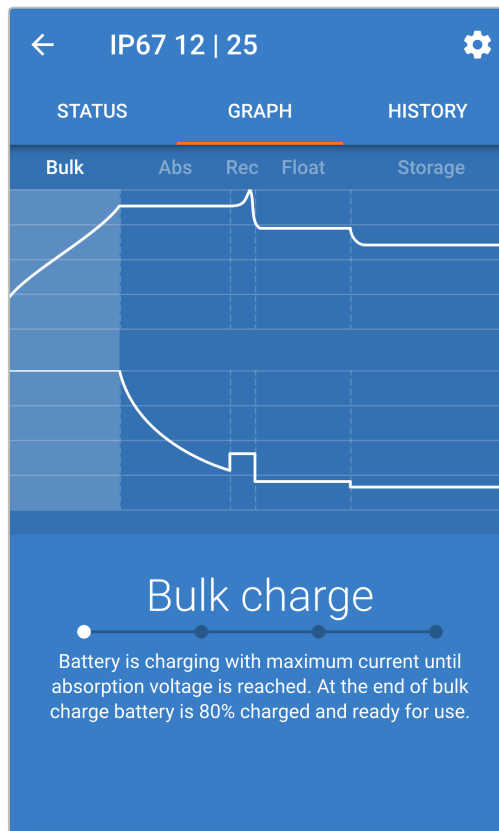 IP67 12 | 25
STATUS GRAPH HISTORY
Bulk Abs Rec Float Storage
Bulk charge
Battery is charging with maximum current until
absorption voltage is reached. At the end of bulk
charge battery is 80% charged and ready for use.